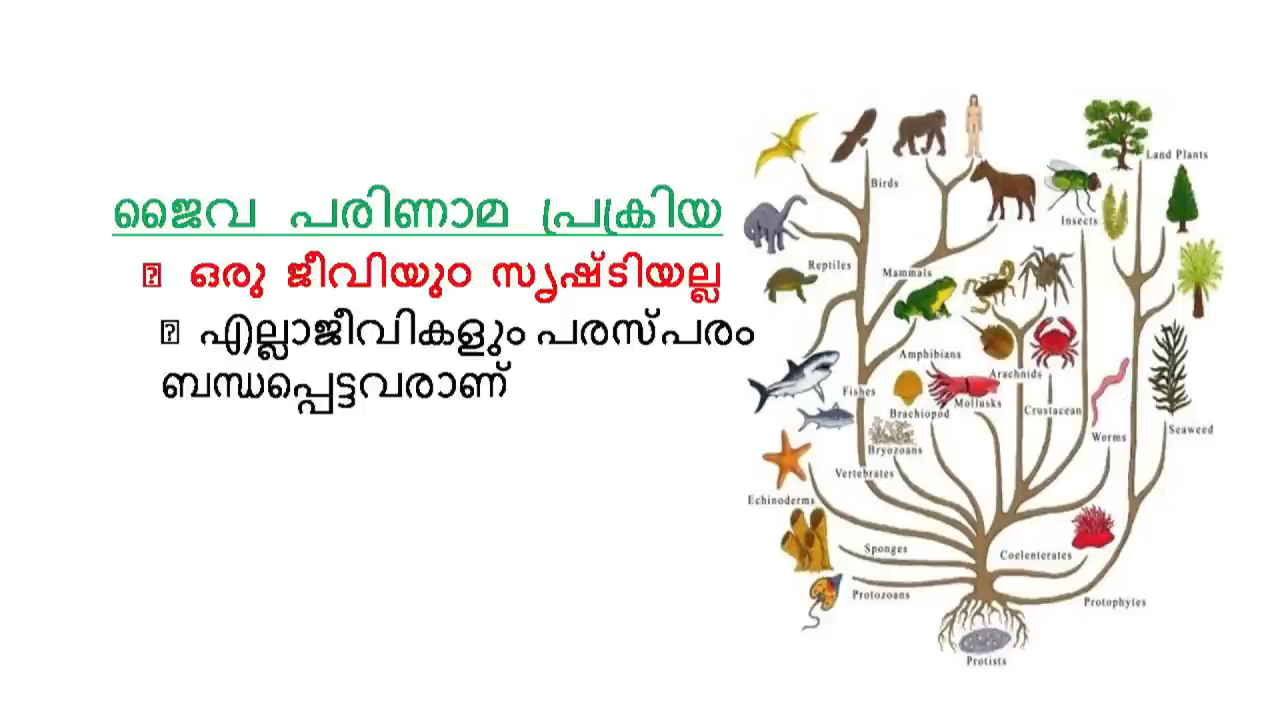 ജൈവ പരിണാമ പ്രക്രിയ
ഒരു ജീവിയും സൃഷ്ടിയല്ല
എല്ലാജീവികളും പരസ്പരം
ബന്ധപ്പെട്ടവരാണ്
Land Plants
Birds
Insects
Reptiles
Mammals
Amphibians
Arachnids
Fishes
Mollusks
Brachiopod
Crustacean
Seaweed
Worms
Bryozoans
Vertebrates
Echinoderms
Sponges
Coelenterates
Protozoans
Protophytes
Protists